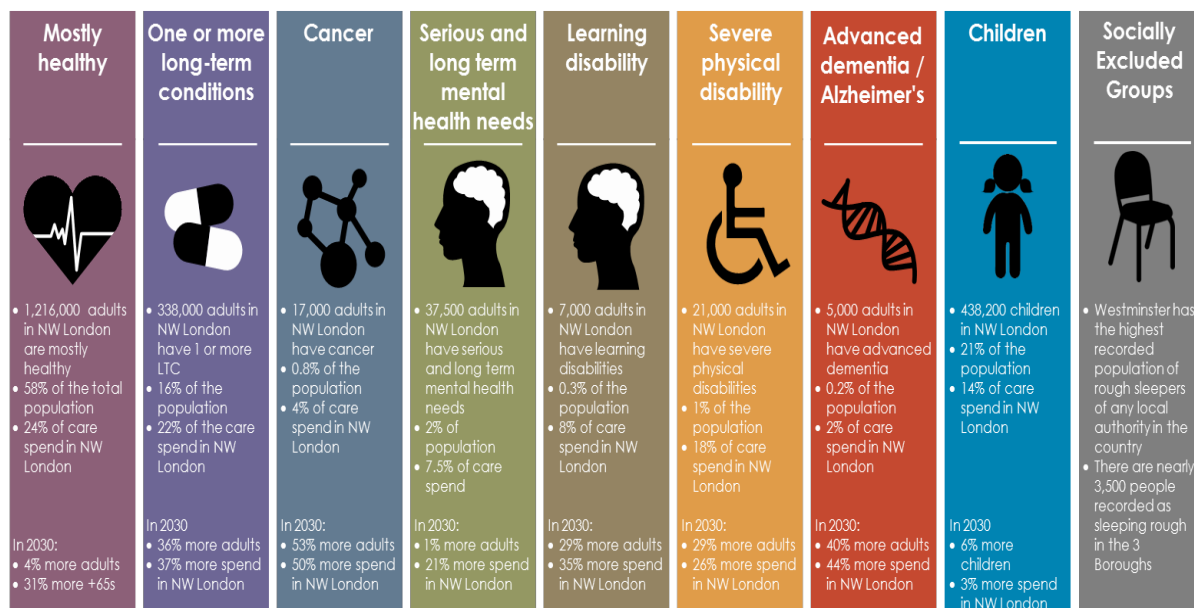 Mostly
healthy
• 1,216,000 adults
in NW London
are mostly
healthy
• 58% of the total
population
• 24% of care
spend in NW
London
In 2030:
• 4% more adults
• 31% more +65s
One or more
long-term
conditions
• 338,000 adults in
NW London
have 1 or more
LTC
• 16% of the
population
• 22% of the care
spend in NW
London
In 2030
• 36% more adults
• 37% more spend
in NW London
Cancer
• 17,000 adults in
NW London
have cancer
• 0.8% of the
population
• 4% of care
spend in NW
London
In 2030:
• 53% more adults
• 50% more spend
in NW London
Serious and
long term
mental
health needs
• 37,500 adults in
NW London
have serious
and long term
mental health
needs
• 2% of
population
• 7.5% of care
spend
In 2030:
• 1% more adults
• 21% more spend
in NW London
Learning
disability
• 7,000 adults in
NW London
have learning
disabilities
• 0.3% of the
population
• 8% of care
spend in NW
London
In 2030:
• 29% more adults
• 35% more spend
in NW London
Severe
physical
disability
• 21,000 adults in
NW London
have severe
physical
disabilities
• 1% of the
population
• 18% of care
spend in NW
London
In 2030:
• 29% more adults
• 26% more spend
in NW London
Advanced
dementia /
Alzheimer's
• 5,000 adults in
NW London
have advanced
dementia
• 0.2% of the
population
• 2% of care
spend in NW
London
In 2030:
• 40% more adults
• 44% more spend
in NW London
Children
• 438,200 children
in NW London
• 21% of the
population
• 14% of care
spend in NW
London
In 2030
• 6% more
children
• 3% more spend
in NW London
Socially
Excluded
Groups
• Westminster has
the highest
recorded
population of
rough sleepers
of any local
authority in the
country
• There are nearly
3,500 people
recorded as
sleeping rough
in the 3
Boroughs